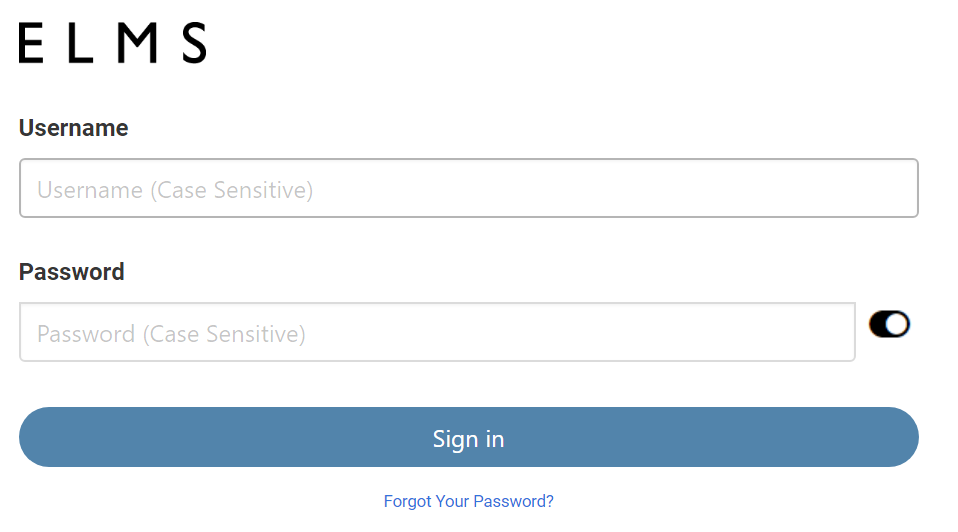 ELMS
Username
Username (Case Sensitive)
Password
Password (Case Sensitive)
Sign in
Forgot Your Password?